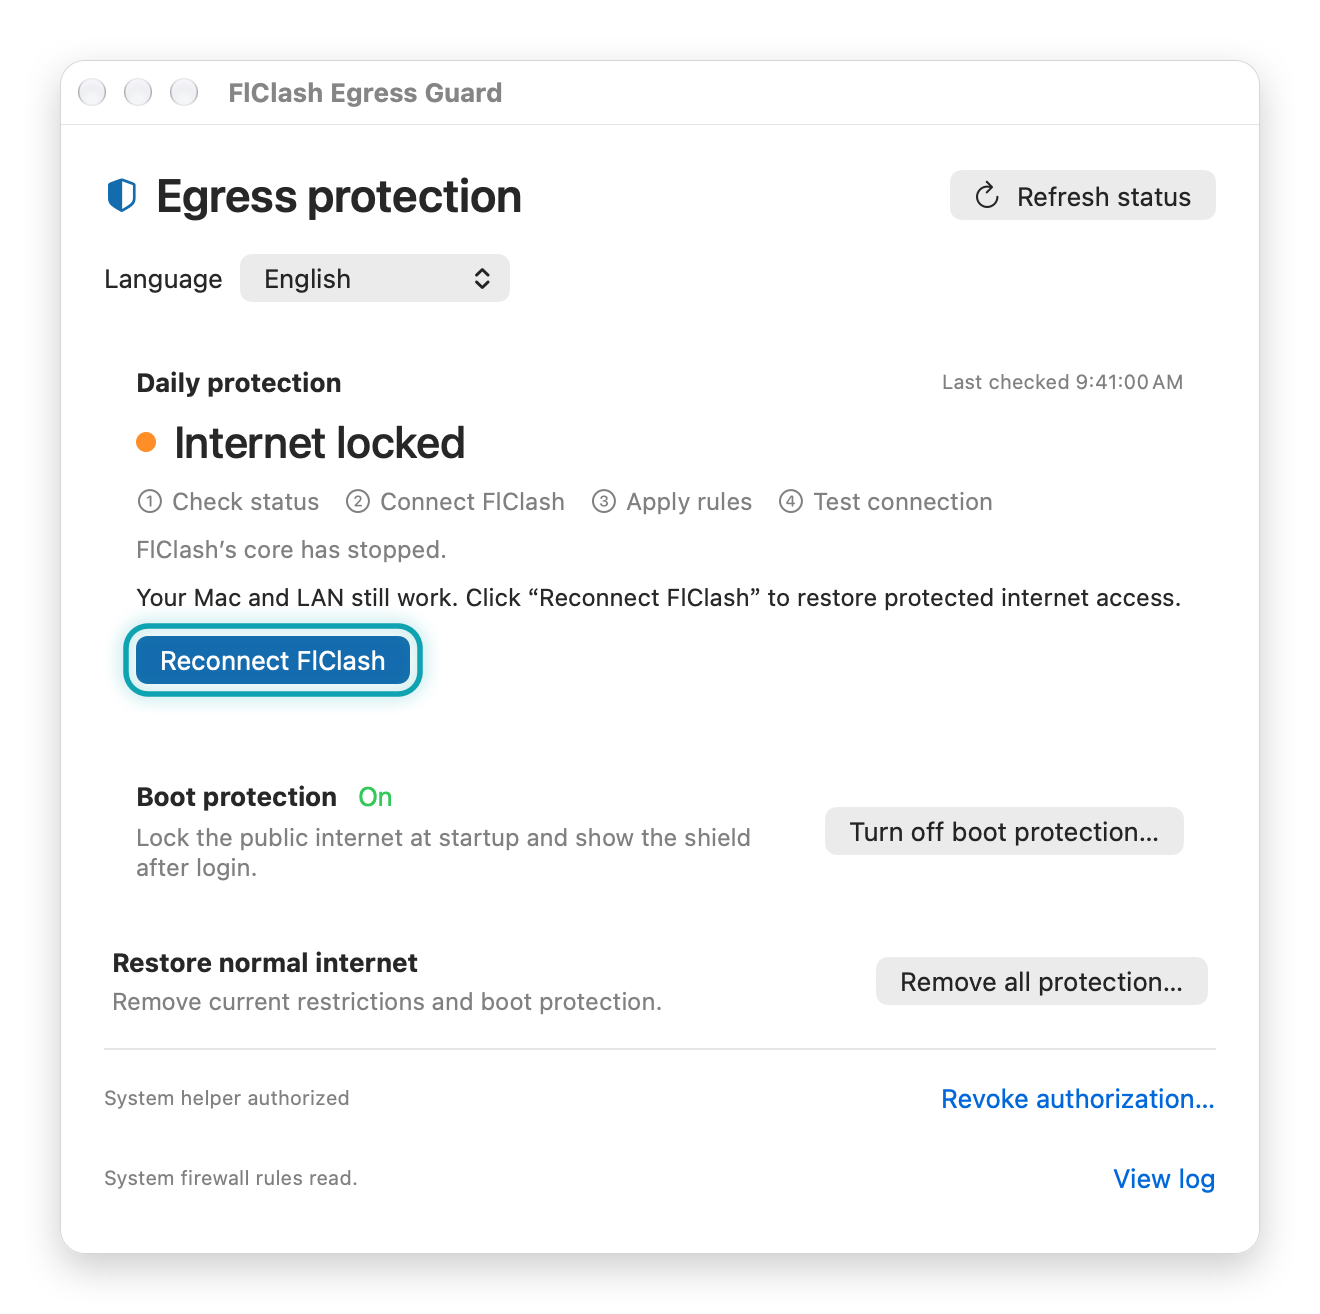 FlClash Egress Guard
Egress protection
Refresh status
Language
English
Daily protection
Last checked 9:41:00 AM
Internet locked
1 Check status
2 Connect FlClash
3 Apply rules
4 Test connection
FlClash’s core has stopped.
Your Mac and LAN still work. Click “Reconnect FlClash” to restore protected internet access.
Reconnect FlClash
Boot protection On
Lock the public internet at startup and show the shield
after login.
Turn off boot protection...
Restore normal internet
Remove current restrictions and boot protection.
Remove all protection...
System helper authorized
Revoke authorization...
System firewall rules read.
View log